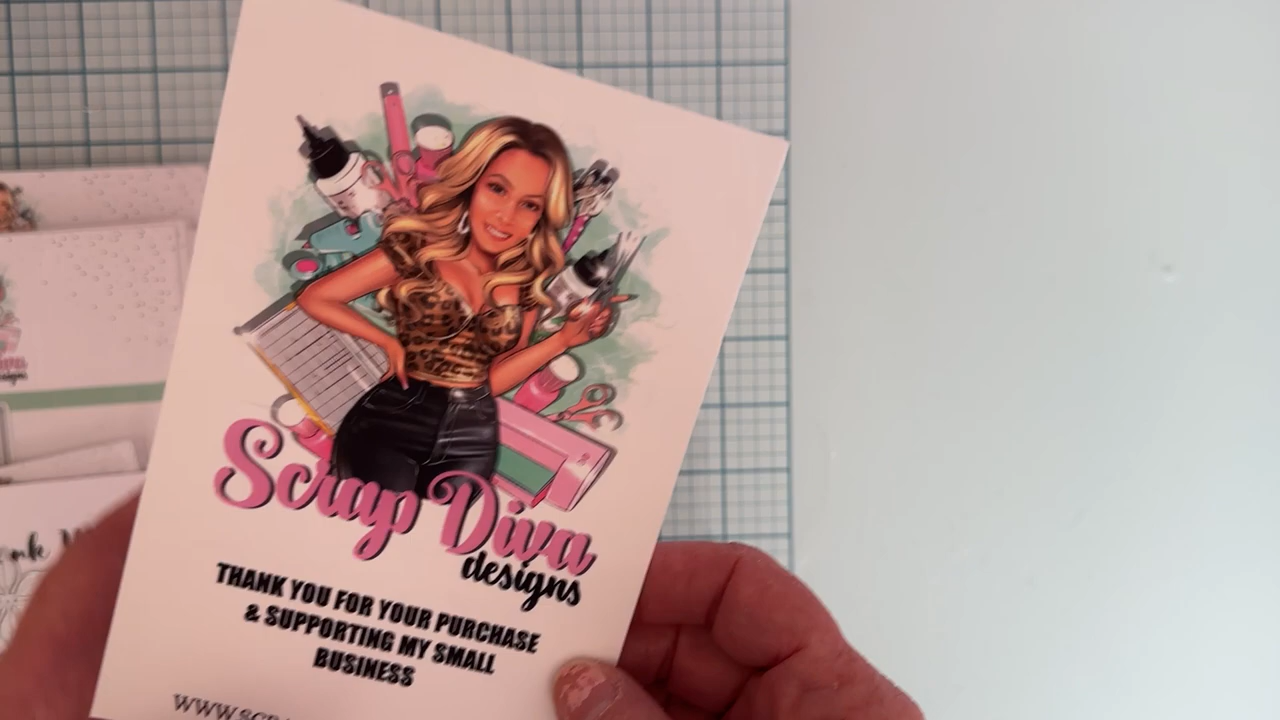 Scrap Diva
designs
THANK YOU FOR YOUR PURCHASE
& SUPPORTING MY SMALL
BUSINESS